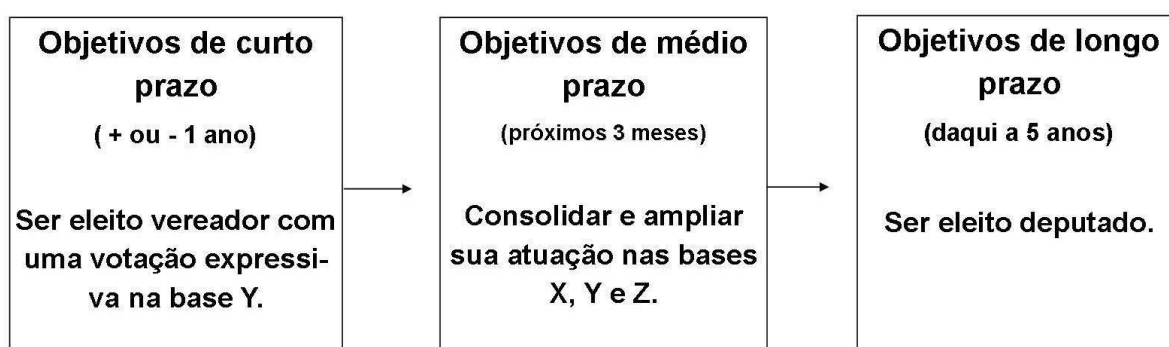 Objetivos de curto
prazo
( + ou - 1 ano)
Ser eleito vereador com
uma votação expressi-
va na base Y.
Objetivos de médio
prazo
(próximos 3 meses)
Consolidar e ampliar
sua atuação nas bases
X, Y e Z.
Objetivos de longo
prazo
(daqui a 5 anos)
Ser eleito deputado.